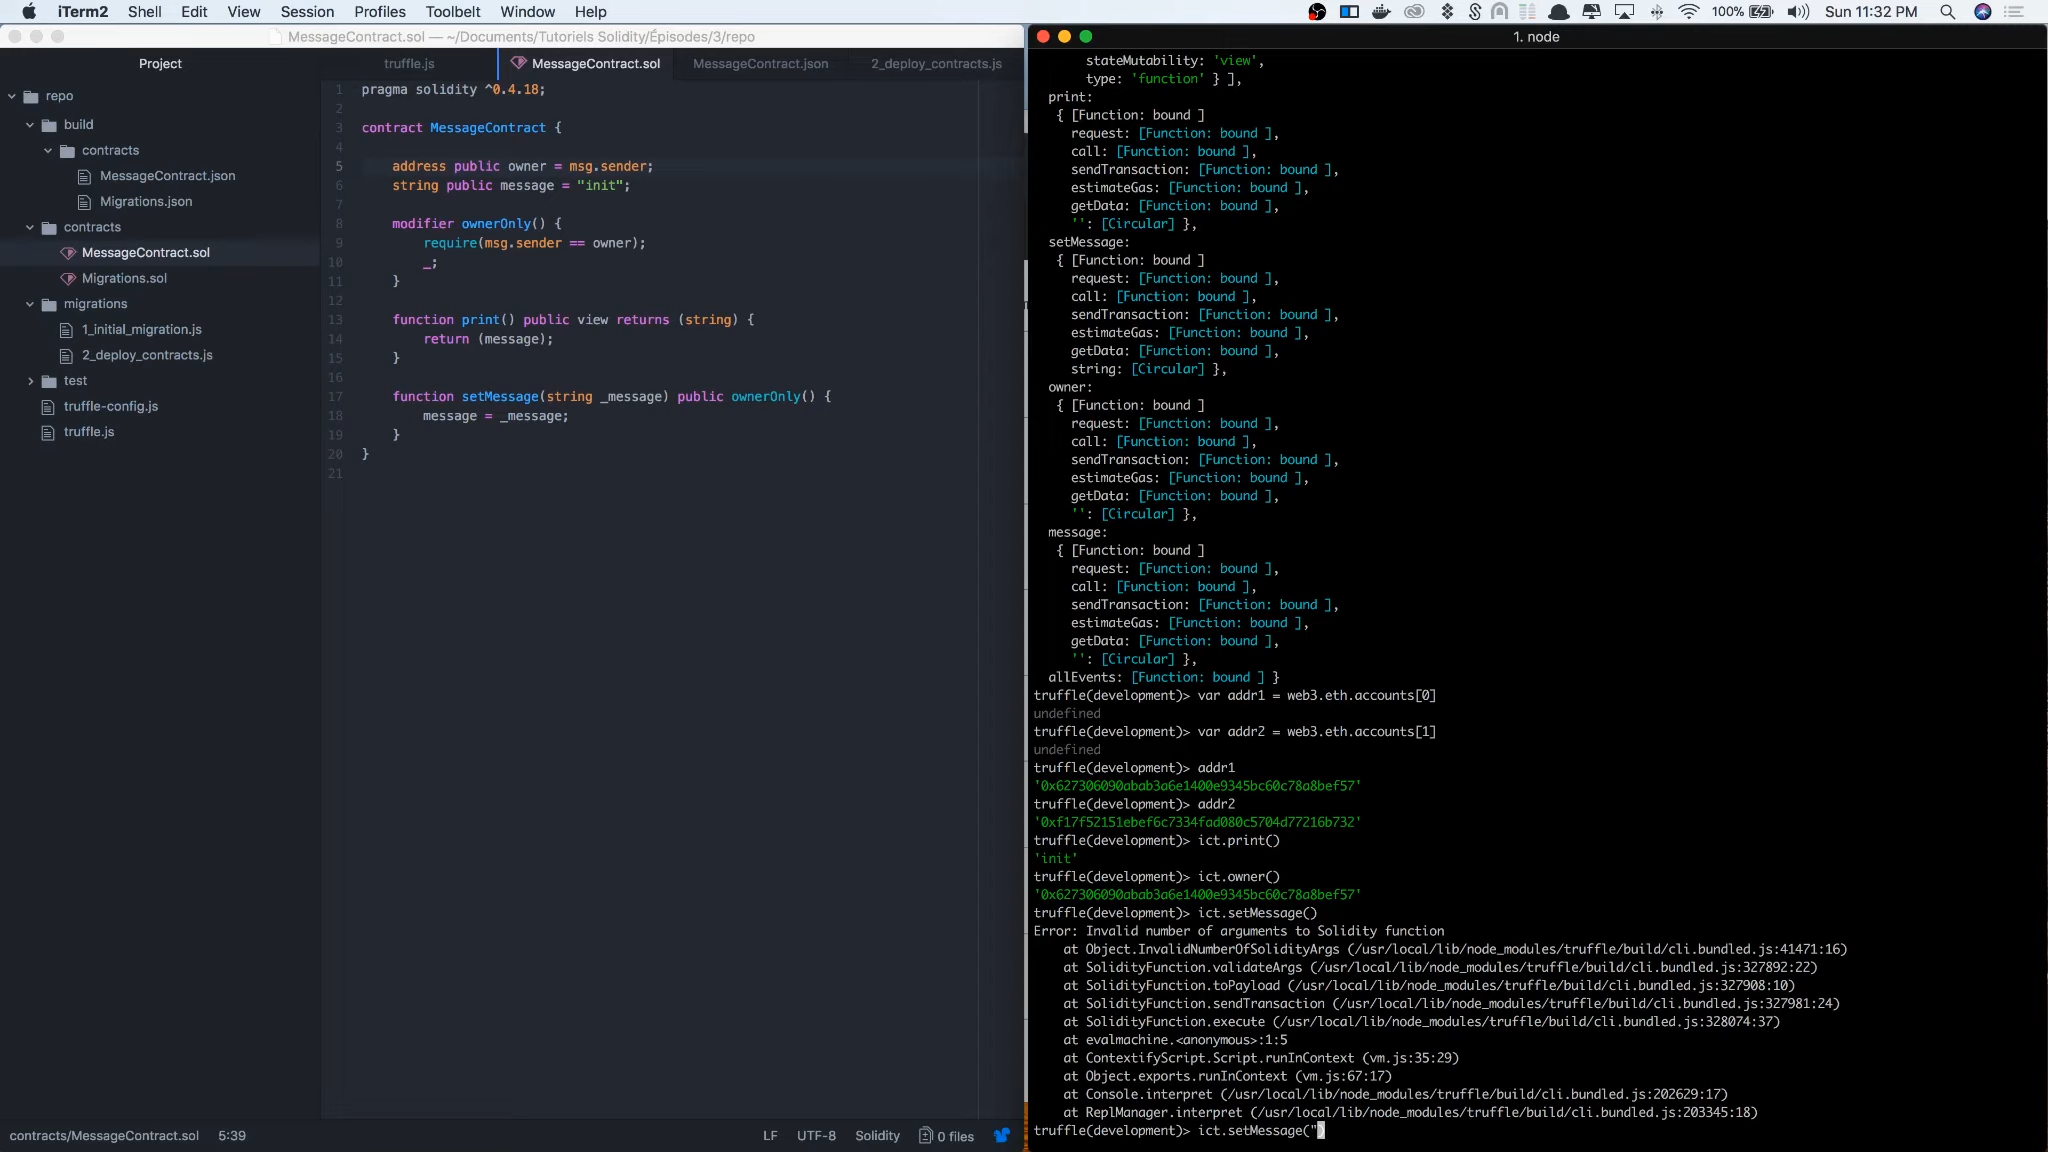 iTerm2 Shell Edit View Session Profiles Toolbelt Window Help 100% Sun 11:32 PM
MessageContract.sol — ~/Documents/Tutoriels Solidity/Épisodes/3/repo
Project
repo
build
contracts
MessageContract.json
Migrations.json
contracts
MessageContract.sol
Migrations.sol
migrations
1_initial_migration.js
2_deploy_contracts.js
test
truffle-config.js
truffle.js
truffle.js MessageContract.sol MessageContract.json 2_deploy_contracts.js
1 pragma solidity ^0.4.18;
2
3 contract MessageContract {
4
5 address public owner = msg.sender;
6 string public message = "init";
7
8 modifier ownerOnly() {
9 require(msg.sender == owner);
10 _;
11 }
12
13 function print() public view returns (string) {
14 return (message);
15 }
16
17 function setMessage(string _message) public ownerOnly() {
18 message = _message;
19 }
20 }
21
contracts/MessageContract.sol 5:39 LF UTF-8 Solidity 0 files
1. node
stateMutability: 'view',
type: 'function' } ],
print:
{ [Function: bound ]
request: [Function: bound ],
call: [Function: bound ],
sendTransaction: [Function: bound ],
estimateGas: [Function: bound ],
getData: [Function: bound ],
'': [Circular] },
setMessage:
{ [Function: bound ]
request: [Function: bound ],
call: [Function: bound ],
sendTransaction: [Function: bound ],
estimateGas: [Function: bound ],
getData: [Function: bound ],
string: [Circular] },
owner:
{ [Function: bound ]
request: [Function: bound ],
call: [Function: bound ],
sendTransaction: [Function: bound ],
estimateGas: [Function: bound ],
getData: [Function: bound ],
'': [Circular] },
message:
{ [Function: bound ]
request: [Function: bound ],
call: [Function: bound ],
sendTransaction: [Function: bound ],
estimateGas: [Function: bound ],
getData: [Function: bound ],
'': [Circular] },
allEvents: [Function: bound ] }
truffle(development)> var addr1 = web3.eth.accounts[0]
undefined
truffle(development)> var addr2 = web3.eth.accounts[1]
undefined
truffle(development)> addr1
'0x627306090abab3a6e1400e9345bc60c78a8bef57'
truffle(development)> addr2
'0xf17f52151ebef6c7334fad080c5704d77216b732'
truffle(development)> ict.print()
'init'
truffle(development)> ict.owner()
'0x627306090abab3a6e1400e9345bc60c78a8bef57'
truffle(development)> ict.setMessage()
Error: Invalid number of arguments to Solidity function
at Object.InvalidNumberOfSolidityArgs (/usr/local/lib/node_modules/truffle/build/cli.bundled.js:41471:16)
at SolidityFunction.validateArgs (/usr/local/lib/node_modules/truffle/build/cli.bundled.js:327892:22)
at SolidityFunction.toPayload (/usr/local/lib/node_modules/truffle/build/cli.bundled.js:327908:10)
at SolidityFunction.sendTransaction (/usr/local/lib/node_modules/truffle/build/cli.bundled.js:327981:24)
at SolidityFunction.execute (/usr/local/lib/node_modules/truffle/build/cli.bundled.js:328074:37)
at evalmachine.<anonymous>:1:5
at ContextifyScript.Script.runInContext (vm.js:35:29)
at Object.exports.runInContext (vm.js:67:17)
at Console.interpret (/usr/local/lib/node_modules/truffle/build/cli.bundled.js:202629:17)
at ReplManager.interpret (/usr/local/lib/node_modules/truffle/build/cli.bundled.js:203345:18)
truffle(development)> ict.setMessage(")